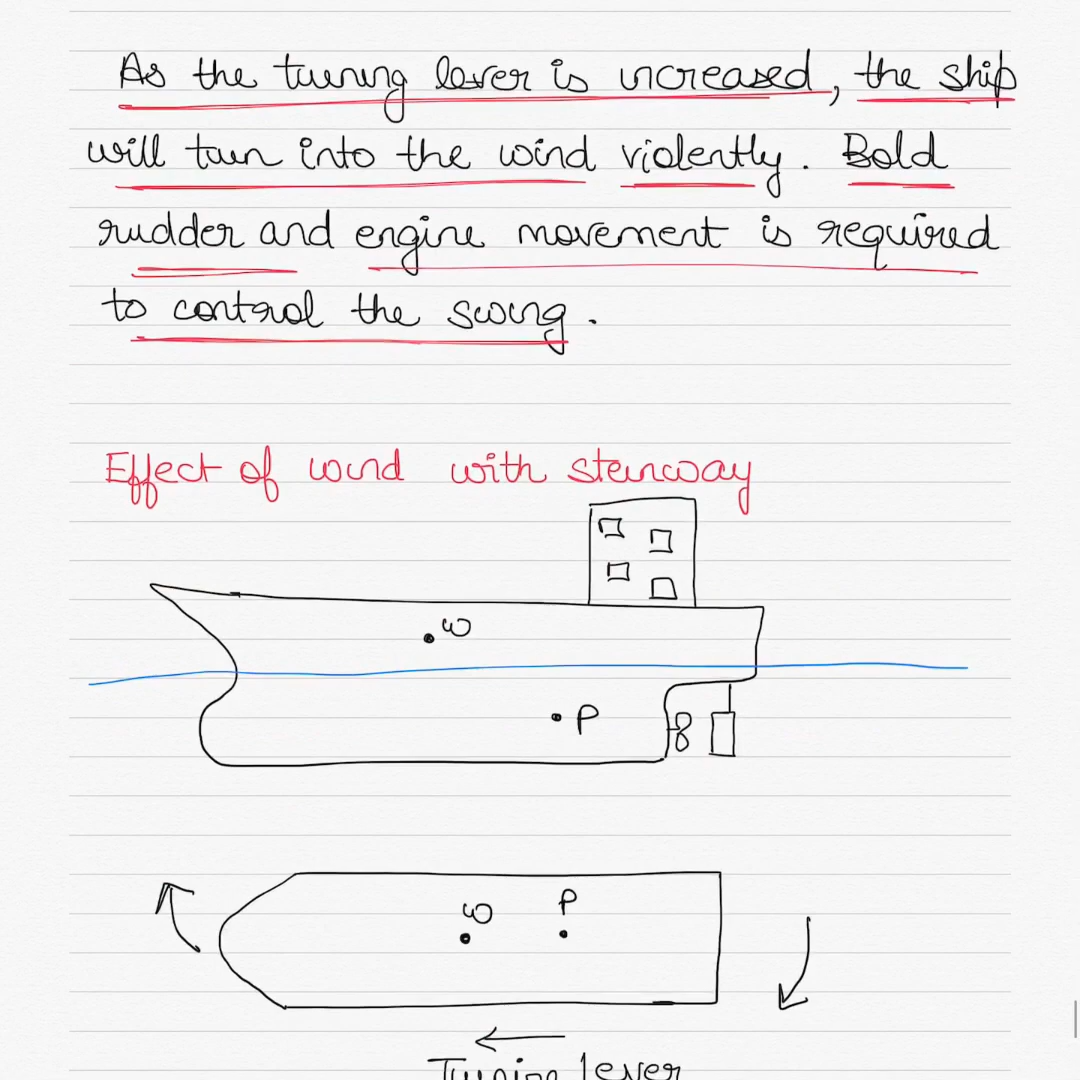 As the turning lever is increased, the ship
will turn into the wind violently. Bold
rudder and engine movement is required
to control the swing.
Effect of wind with sternway
W
P
W
P
Turning lever